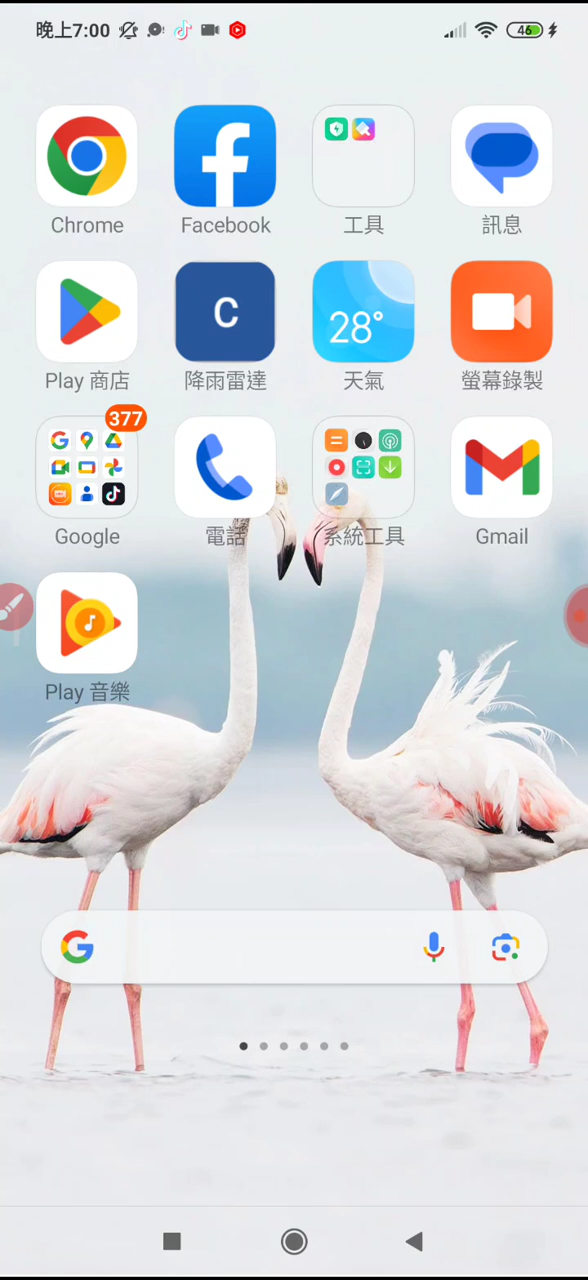 晚上7:00 46
Chrome Facebook 工具 訊息
C 28°
Play 商店 降雨雷達 天氣 螢幕錄製
377
Google 電話 系統工具 Gmail
Play 音樂